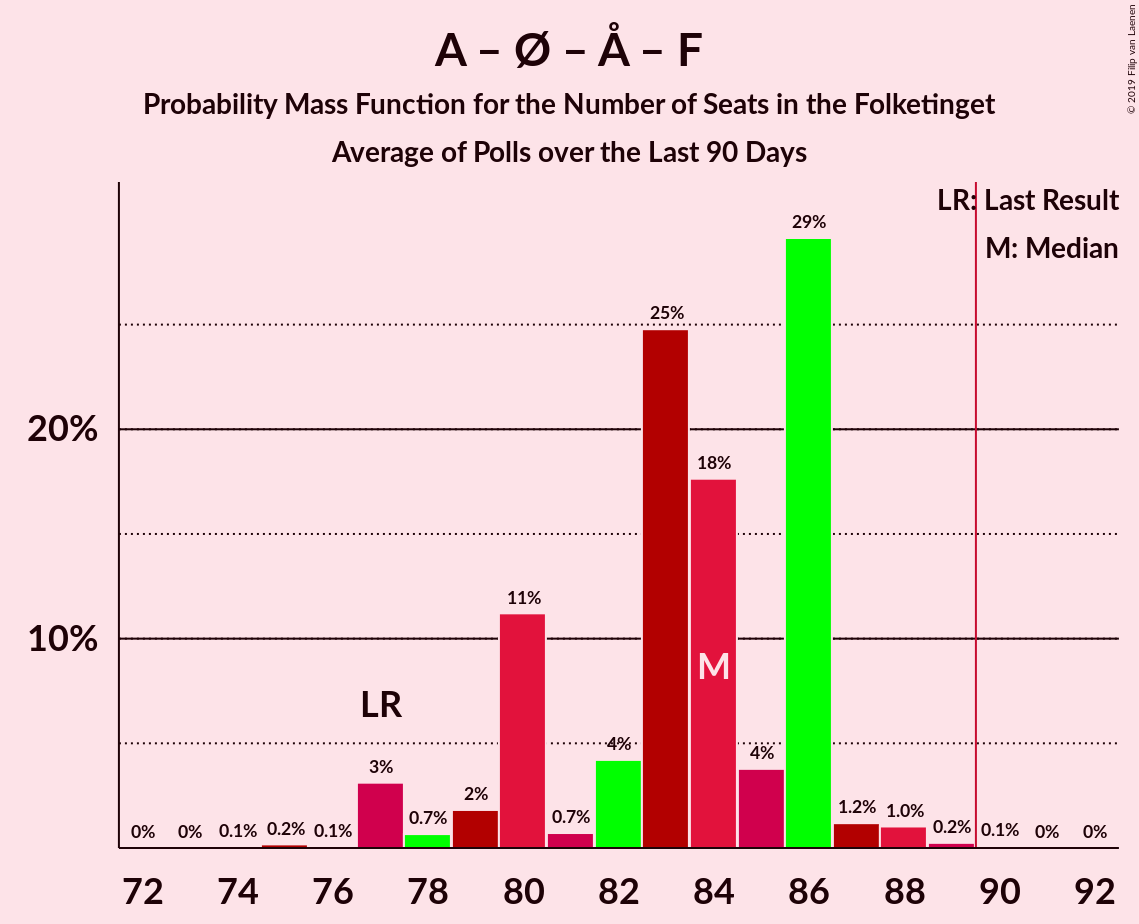 A – Ø – Å – F
Probability Mass Function for the Number of Seats in the Folketinget
Average of Polls over the Last 90 Days
© 2019 Filip van Laenen
LR: Last Result
M: Median
29%
25%
20%
18%
11%
10%
M
LR
4%
4%
3%
2%
0.7%
0.7%
1.2%
1.0%
0%
0%
0.1%
0.2%
0.1%
0.2%
0.1%
0%
0%
72 74 76 78 80 82 84 86 88 90 92